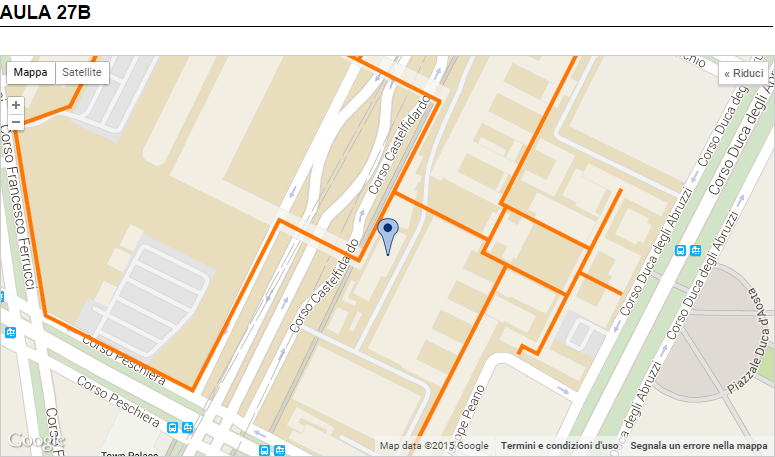 AULA 27B
Mappa
Satellite
« Riduci
+
−
Corso Francesco Ferrucci
Corso Castelfidardo
Corso Castelfidardo
Corso Duca degli Abruzzi
Corso Duca degli Ab
Corso Duca degli Abruzzi
Corso Duca degli Abruzzi
Corso Duca degli Abruzzi
Piazzale Duca d'Aosta
Corso Peschiera
Corso Peschiera
Corso
eppe Peano
Town Palace
Google
Map data ©2015 Google
Termini e condizioni d'uso
Segnala un errore nella mappa